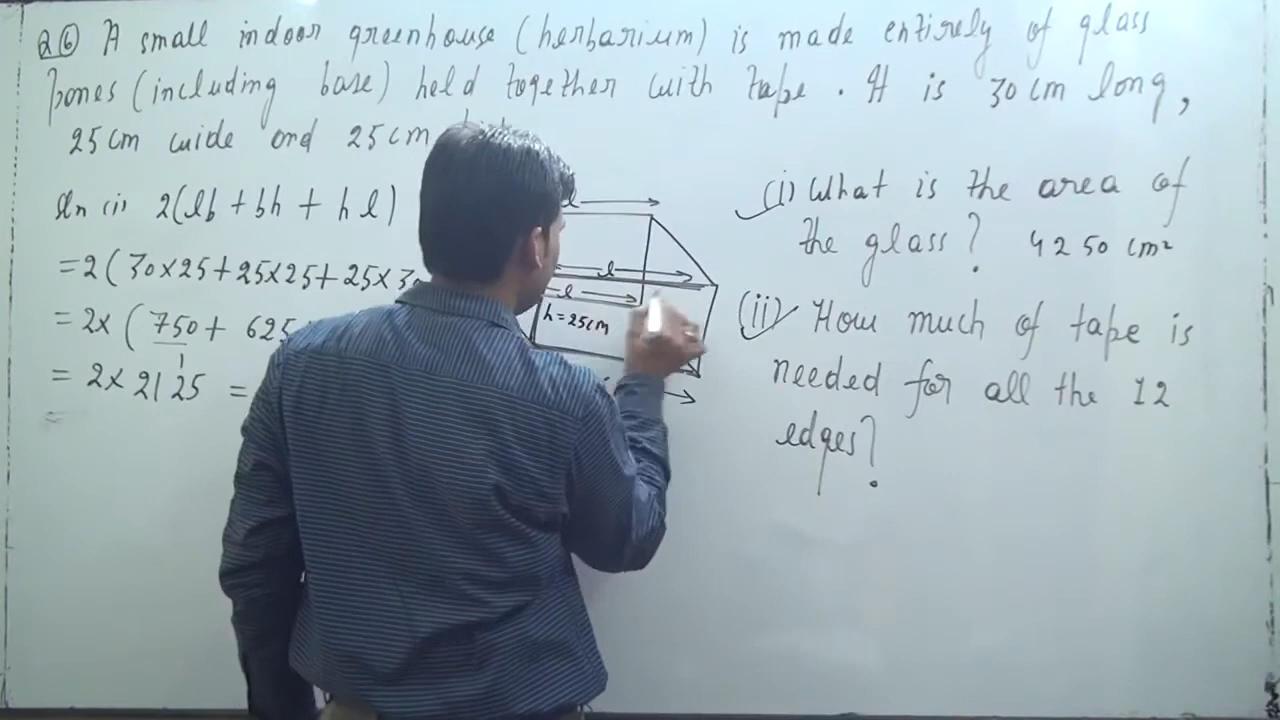 Q6 A small indoor greenhouse (herbarium) is made entirely of glass
panes (including base) held together with tape. It is 30 cm long,
25 cm wide and 25 cm
Sln (i) 2(lb + bh + hl)
= 2(30×25+25×25+25×30
= 2× (750+ 625
= 2× 2125 =
=
l
l
l
h = 25cm
(i) What is the area of
the glass? 4250 cm²
(ii) How much of tape is
needed for all the 12
edges?